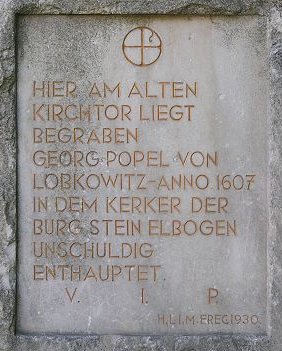 HIER AM ALTEN
KIRCHTOR LIEGT
BEGRABEN
GEORG·POPEL VON
LOBKOWITZ-ANNO 1607
IN DEM KERKER DER
BURG STEIN ELBOGEN
UNSCHULDIG
ENTHAUPTET.
V. I. P.
H.L.I.M. EREC. 1930.